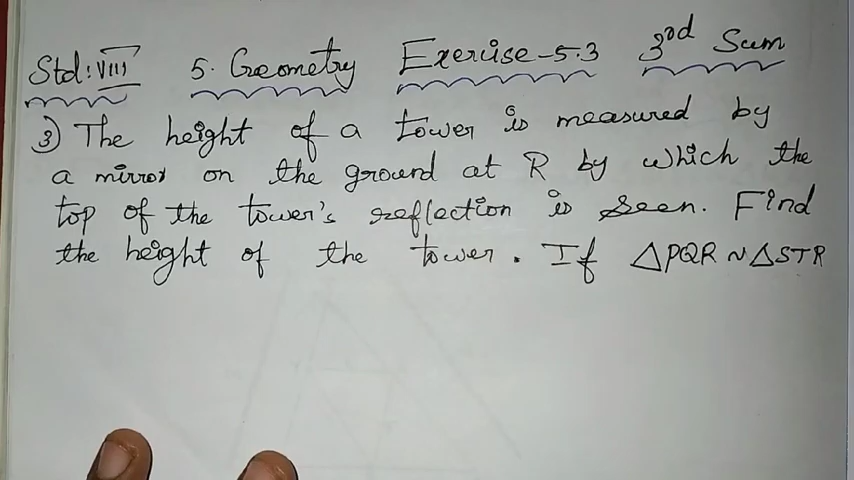 Std: VIII 5. Geometry Exercise-5.3 3rd Sum
3) The height of a tower is measured by
a mirror on the ground at R by which the
top of the tower's reflection is seen. Find
the height of the tower. If △PQR ~ △STR